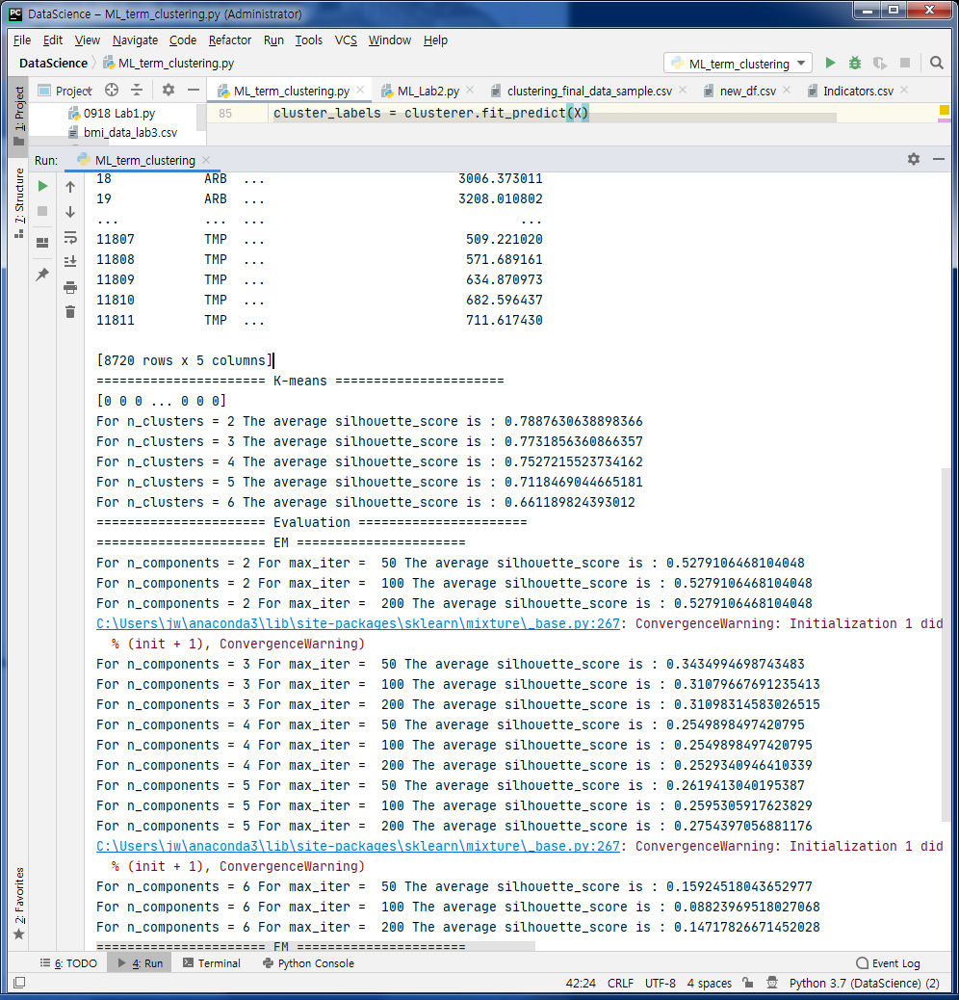 DataScience – ML_term_clustering.py (Administrator)
File Edit View Navigate Code Refactor Run Tools VCS Window Help
DataScience ML_term_clustering.py ML_term_clustering
1: Project
Project ML_term_clustering.py ML_Lab2.py clustering_final_data_sample.csv new_df.csv Indicators.csv
0918 Lab1.py
bmi_data_lab3.csv
85 cluster_labels = clusterer.fit_predict(X)
Run: ML_term_clustering
7: Structure
18 ARB ... 3006.373011
19 ARB ... 3208.010802
... ... ... ...
11807 TMP ... 509.221020
11808 TMP ... 571.689161
11809 TMP ... 634.870973
11810 TMP ... 682.596437
11811 TMP ... 711.617430
[8720 rows x 5 columns]
====================== K-means ======================
[0 0 0 ... 0 0 0]
For n_clusters = 2 The average silhouette_score is : 0.7887630638898366
For n_clusters = 3 The average silhouette_score is : 0.7731856360866357
For n_clusters = 4 The average silhouette_score is : 0.7527215523734162
For n_clusters = 5 The average silhouette_score is : 0.7118469044665181
For n_clusters = 6 The average silhouette_score is : 0.661189824393012
====================== Evaluation ======================
====================== EM ======================
For n_components = 2 For max_iter =  50 The average silhouette_score is : 0.5279106468104048
For n_components = 2 For max_iter =  100 The average silhouette_score is : 0.5279106468104048
For n_components = 2 For max_iter =  200 The average silhouette_score is : 0.5279106468104048
C:\Users\jw\anaconda3\lib\site-packages\sklearn\mixture\_base.py:267: ConvergenceWarning: Initialization 1 did
% (init + 1), ConvergenceWarning)
For n_components = 3 For max_iter =  50 The average silhouette_score is : 0.3434994698743483
For n_components = 3 For max_iter =  100 The average silhouette_score is : 0.31079667691235413
For n_components = 3 For max_iter =  200 The average silhouette_score is : 0.31098314583026515
For n_components = 4 For max_iter =  50 The average silhouette_score is : 0.2549898497420795
For n_components = 4 For max_iter =  100 The average silhouette_score is : 0.2549898497420795
For n_components = 4 For max_iter =  200 The average silhouette_score is : 0.2529340946410339
For n_components = 5 For max_iter =  50 The average silhouette_score is : 0.2619413040195387
For n_components = 5 For max_iter =  100 The average silhouette_score is : 0.2595305917623829
For n_components = 5 For max_iter =  200 The average silhouette_score is : 0.2754397056881176
C:\Users\jw\anaconda3\lib\site-packages\sklearn\mixture\_base.py:267: ConvergenceWarning: Initialization 1 did
% (init + 1), ConvergenceWarning)
For n_components = 6 For max_iter =  50 The average silhouette_score is : 0.15924518043652977
For n_components = 6 For max_iter =  100 The average silhouette_score is : 0.08823969518027068
For n_components = 6 For max_iter =  200 The average silhouette_score is : 0.14717826671452028
====================== EM ======================
2: Favorites
6: TODO 4: Run Terminal Python Console Event Log
42:24 CRLF UTF-8 4 spaces Python 3.7 (DataScience) (2)